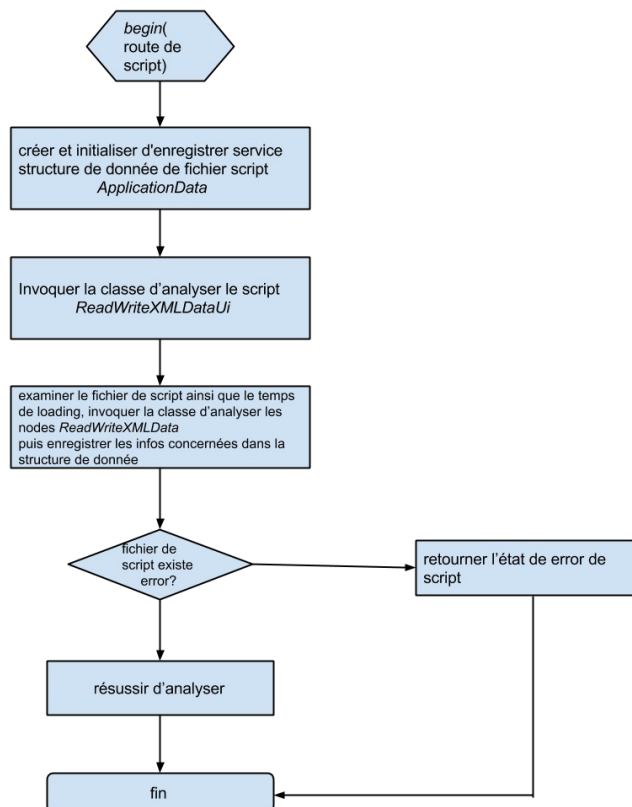 begin(
route de
script)
créer et initialiser d'enregistrer service
structure de donnée de fichier script
ApplicationData
Invoquer la classe d'analyser le script
ReadWriteXMLDataUi
examiner le fichier de script ainsi que le temps
de loading, invoquer la classe d'analyser les
nodes ReadWriteXMLData
puis enregistrer les infos concernées dans la
structure de donnée
fichier de
script existe
error?
retourner l'état de error de
script
résussir d'analyser
fin